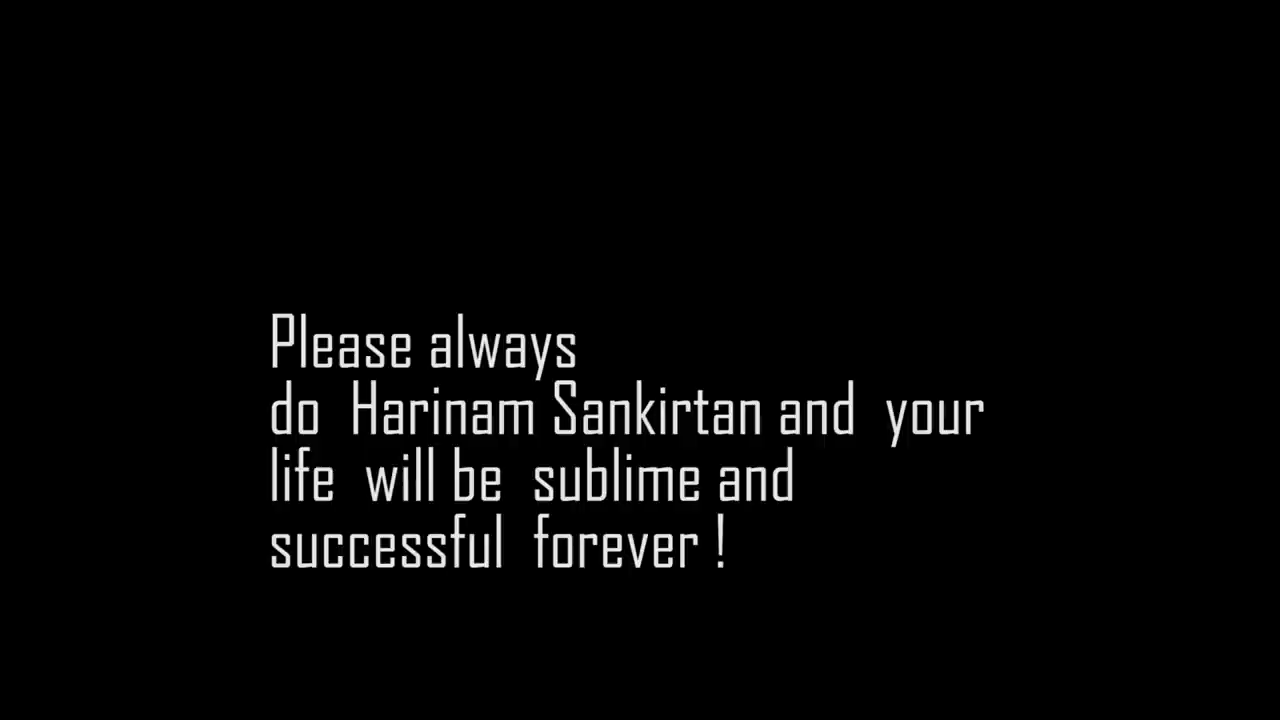 Please always
do Harinam Sankirtan and your
life will be sublime and
successful forever !